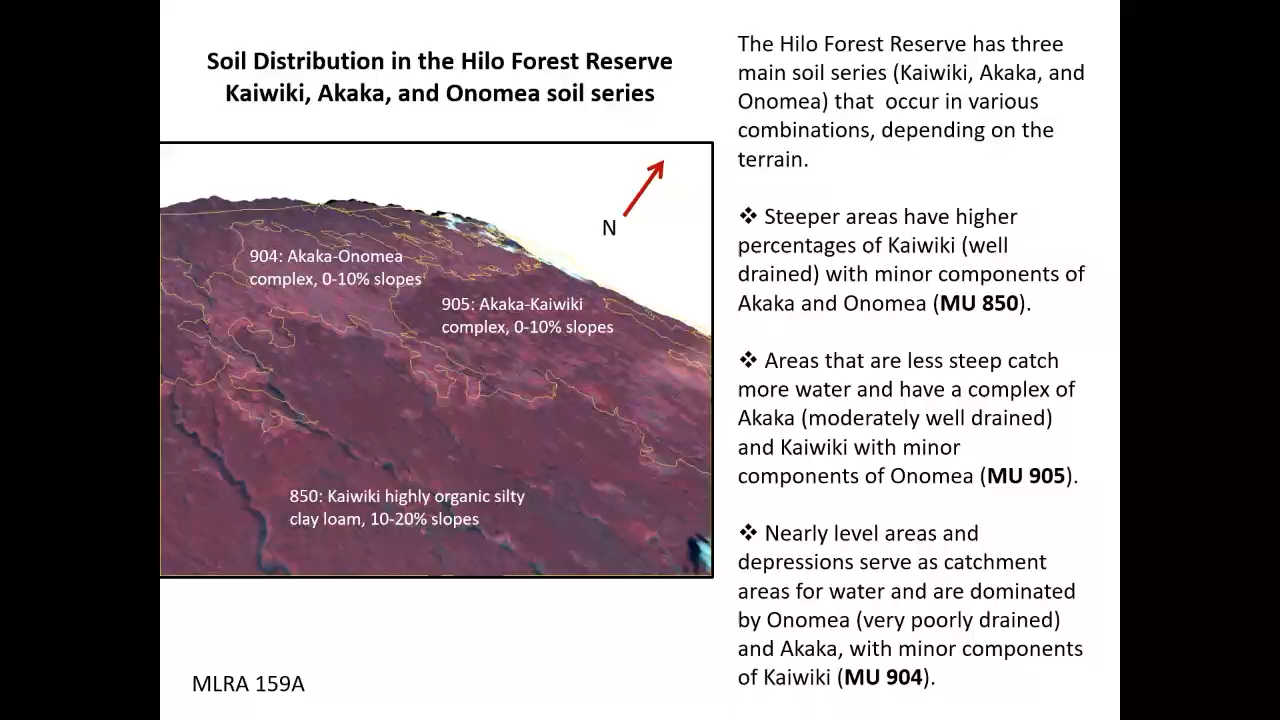 Soil Distribution in the Hilo Forest Reserve
Kaiwiki, Akaka, and Onomea soil series
N
904: Akaka-Onomea
complex, 0-10% slopes
905: Akaka-Kaiwiki
complex, 0-10% slopes
850: Kaiwiki highly organic silty
clay loam, 10-20% slopes
MLRA 159A
The Hilo Forest Reserve has three
main soil series (Kaiwiki, Akaka, and
Onomea) that  occur in various
combinations, depending on the
terrain.
❖ Steeper areas have higher
percentages of Kaiwiki (well
drained) with minor components of
Akaka and Onomea (MU 850).
❖ Areas that are less steep catch
more water and have a complex of
Akaka (moderately well drained)
and Kaiwiki with minor
components of Onomea (MU 905).
❖ Nearly level areas and
depressions serve as catchment
areas for water and are dominated
by Onomea (very poorly drained)
and Akaka, with minor components
of Kaiwiki (MU 904).